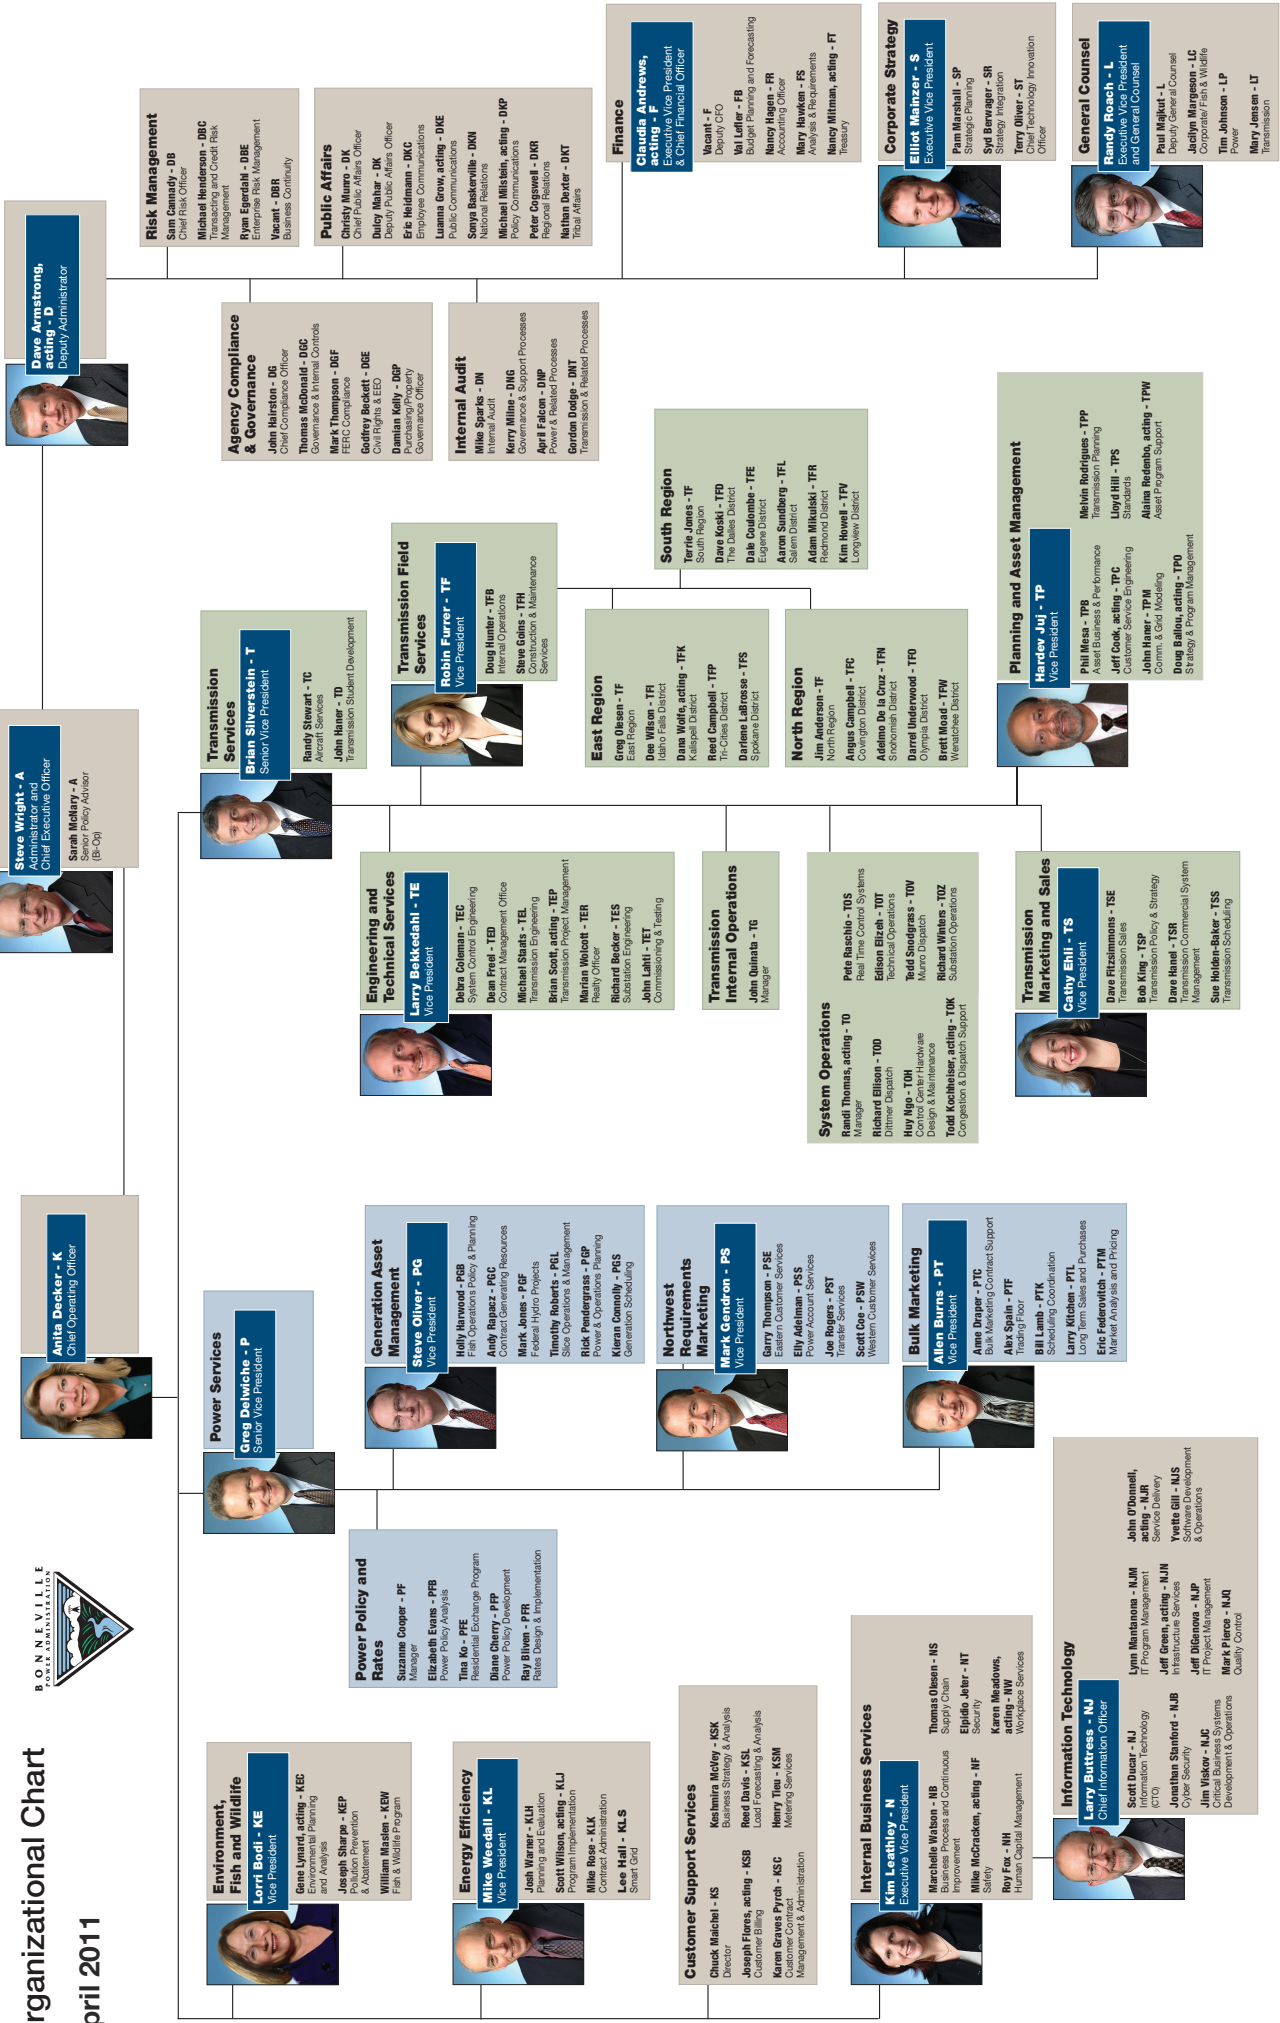 rganizational Chart
pril 2011
BONNEVILLE
POWER ADMINISTRATION
Steve Wright - A
Administrator and
Chief Executive Officer
Sarah McNary - A
Senior Policy Advisor
(Bi-Op)
Anita Decker - K
Chief Operating Officer
Dave Armstrong,
acting - D
Deputy Administrator
Environment,
Fish and Wildlife
Lorri Bodi - KE
Vice President
Gene Lynard, acting - KEC
Environmental Planning
and Analysis
Joseph Sharpe - KEP
Pollution Prevention
& Abatement
William Maslen - KEW
Fish & Wildlife Program
Energy Efficiency
Mike Weedall - KL
Vice President
Josh Warner - KLH
Planning and Evaluation
Scott Wilson, acting - KLJ
Program Implementation
Mike Rose - KLK
Contract Administration
Lee Hall - KLS
Smart Grid
Customer Support Services
Chuck Maichel - KS
Director
Joseph Flores, acting - KSB
Customer Billing
Karen Graves Pyrch - KSC
Customer Contract
Management & Administration
Keshmira McVey - KSK
Business Strategy & Analysis
Reed Davis - KSL
Load Forecasting & Analysis
Henry Tieu - KSM
Metering Services
Internal Business Services
Kim Leathley - N
Executive Vice President
Marchelle Watson - NB
Business Process and Continuous
Improvement
Mike McCracken, acting - NF
Safety
Roy Fox - NH
Human Capital Management
Thomas Olesen - NS
Supply Chain
Elpidio Jeter - NT
Security
Karen Meadows,
acting - NW
Workplace Services
Information Technology
Larry Buttress - NJ
Chief Information Officer
Scott Ducar - NJ
Information Technology
(CTO)
Jonathan Stanford - NJB
Cyber Security
Jim Viskov - NJC
Critical Business Systems
Development & Operations
Lynn Mantanona - NJM
IT Program Management
Jeff Green, acting - NJN
Infrastructure Services
Jeff DiGenova - NJP
IT Project Management
Mark Pierce - NJQ
Quality Control
John O'Donnell,
acting - NJR
Service Delivery
Yvette Gill - NJS
Software Development
& Operations
Power Services
Greg Delwiche - P
Senior Vice President
Power Policy and
Rates
Suzanne Cooper - PF
Manager
Elizabeth Evans - PFB
Power Policy Analysis
Tina Ko - PFE
Residential Exchange Program
Diane Cherry - PFP
Power Policy Development
Ray Bliven - PFR
Rates Design & Implementation
Generation Asset
Management
Steve Oliver - PG
Vice President
Holly Harwood - PGB
Fish Operations Policy & Planning
Andy Rapacz - PGC
Contract Generating Resources
Mark Jones - PGF
Federal Hydro Projects
Timothy Roberts - PGL
Slice Operations & Management
Rick Pendergrass - PGP
Power & Operations Planning
Kieran Connolly - PGS
Generation Scheduling
Northwest
Requirements
Marketing
Mark Gendron - PS
Vice President
Garry Thompson - PSE
Eastern Customer Services
Elly Adelman - PSS
Power Account Services
Joe Rogers - PST
Transfer Services
Scott Coe - PSW
Western Customer Services
Bulk Marketing
Allen Burns - PT
Vice President
Anne Draper - PTC
Bulk Marketing Contract Support
Alex Spain - PTF
Trading Floor
Bill Lamb - PTK
Scheduling Coordination
Larry Kitchen - PTL
Long Term Sales and Purchases
Eric Federovitch - PTM
Market Analysis and Pricing
Transmission
Services
Brian Silverstein - T
Senior Vice President
Randy Stewart - TC
Aircraft Services
John Haner - TD
Transmission Student Development
Engineering and
Technical Services
Larry Bekkedahl - TE
Vice President
Debra Coleman - TEC
System Control Engineering
Dean Freel - TED
Contract Management Office
Michael Staats - TEL
Transmission Engineering
Brian Scott, acting - TEP
Transmission Project Management
Marian Wolcott - TER
Realty Officer
Richard Becker - TES
Substation Engineering
John Lahti - TET
Commissioning & Testing
Transmission
Internal Operations
John Quinata - TG
Manager
System Operations
Randi Thomas, acting - TO
Manager
Richard Ellison - TOD
Dittmer Dispatch
Huy Ngo - TOH
Control Center Hardware
Design & Maintenance
Todd Kochheiser, acting - TOK
Congestion & Dispatch Support
Pete Raschio - TOS
Real Time Control Systems
Edison Elizeh - TOT
Technical Operations
Tedd Snodgrass - TOV
Munro Dispatch
Richard Winters - TOZ
Substation Operations
Transmission
Marketing and Sales
Cathy Ehli - TS
Vice President
Dave Fitzsimmons - TSE
Transmission Sales
Bob King - TSP
Transmission Policy & Strategy
Dave Hanel - TSR
Transmission Commercial System
Management
Sue Holden-Baker - TSS
Transmission Scheduling
Transmission Field
Services
Robin Furrer - TF
Vice President
Doug Hunter - TFB
Internal Operations
Steve Goins - TFH
Construction & Maintenance
Services
East Region
Greg Olesen - TF
East Region
Dee Wilson - TFI
Idaho Falls District
Dana Wolfe, acting - TFK
Kalispell District
Reed Campbell - TFP
Tri-Cities District
Darlene LaBrosse - TFS
Spokane District
North Region
Jim Anderson - TF
North Region
Angus Campbell - TFC
Covington District
Adelmo De la Cruz - TFN
Snohomish District
Darrel Underwood - TFO
Olympia District
Brett Moad - TFW
Wenatchee District
South Region
Terrie Jones - TF
South Region
Dave Koski - TFD
The Dalles District
Dale Coulombe - TFE
Eugene District
Aaron Sundberg - TFL
Salem District
Adam Mikulski - TFR
Redmond District
Kim Howell - TFV
Longview District
Planning and Asset Management
Hardev Juj - TP
Vice President
Phil Mesa - TPB
Asset Business & Performance
Jeff Cook, acting - TPC
Customer Service Engineering
John Haner - TPM
Comm. & Grid Modeling
Doug Ballou, acting - TPO
Strategy & Program Management
Melvin Rodrigues - TPP
Transmission Planning
Lloyd Hill - TPS
Standards
Alaina Redenbo, acting - TPW
Asset Program Support
Agency Compliance
& Governance
John Hairston - DG
Chief Compliance Officer
Thomas McDonald - DGC
Governance & Internal Controls
Mark Thompson - DGF
FERC Compliance
Godfrey Beckett - DGE
Civil Rights & EEO
Damian Kelly - DGP
Purchasing/Property
Governance Officer
Internal Audit
Mike Sparks - DN
Internal Audit
Kerry Milne - DNG
Governance & Support Processes
April Falcon - DNP
Power & Related Processes
Gordon Dodge - DNT
Transmission & Related Processes
Risk Management
Sam Cannady - DB
Chief Risk Officer
Michael Henderson - DBC
Transacting and Credit Risk
Management
Ryan Egerdahl - DBE
Enterprise Risk Management
Vacant - DBR
Business Continuity
Public Affairs
Christy Munro - DK
Chief Public Affairs Officer
Dulcy Mahar - DK
Deputy Public Affairs Officer
Eric Heidmann - DKC
Employee Communications
Luanna Grow, acting - DKE
Public Communications
Sonya Baskerville - DKN
National Relations
Michael Milstein, acting - DKP
Policy Communications
Peter Cogswell - DKR
Regional Relations
Nathan Dexter - DKT
Tribal Affairs
Finance
Claudia Andrews,
acting - F
Executive Vice President
& Chief Financial Officer
Vacant - F
Deputy CFO
Val Lefler - FB
Budget Planning and Forecasting
Nancy Hagen - FR
Accounting Officer
Mary Hawken - FS
Analysis & Requirements
Nancy Mitman, acting - FT
Treasury
Corporate Strategy
Elliot Mainzer - S
Executive Vice President
Pam Marshall - SP
Strategic Planning
Syd Berwager - SR
Strategy Integration
Terry Oliver - ST
Chief Technology Innovation
Officer
General Counsel
Randy Roach - L
Executive Vice President
and General Counsel
Paul Majkut - L
Deputy General Counsel
Jacilyn Margeson - LC
Corporate/Fish & Wildlife
Tim Johnson - LP
Power
Mary Jensen - LT
Transmission